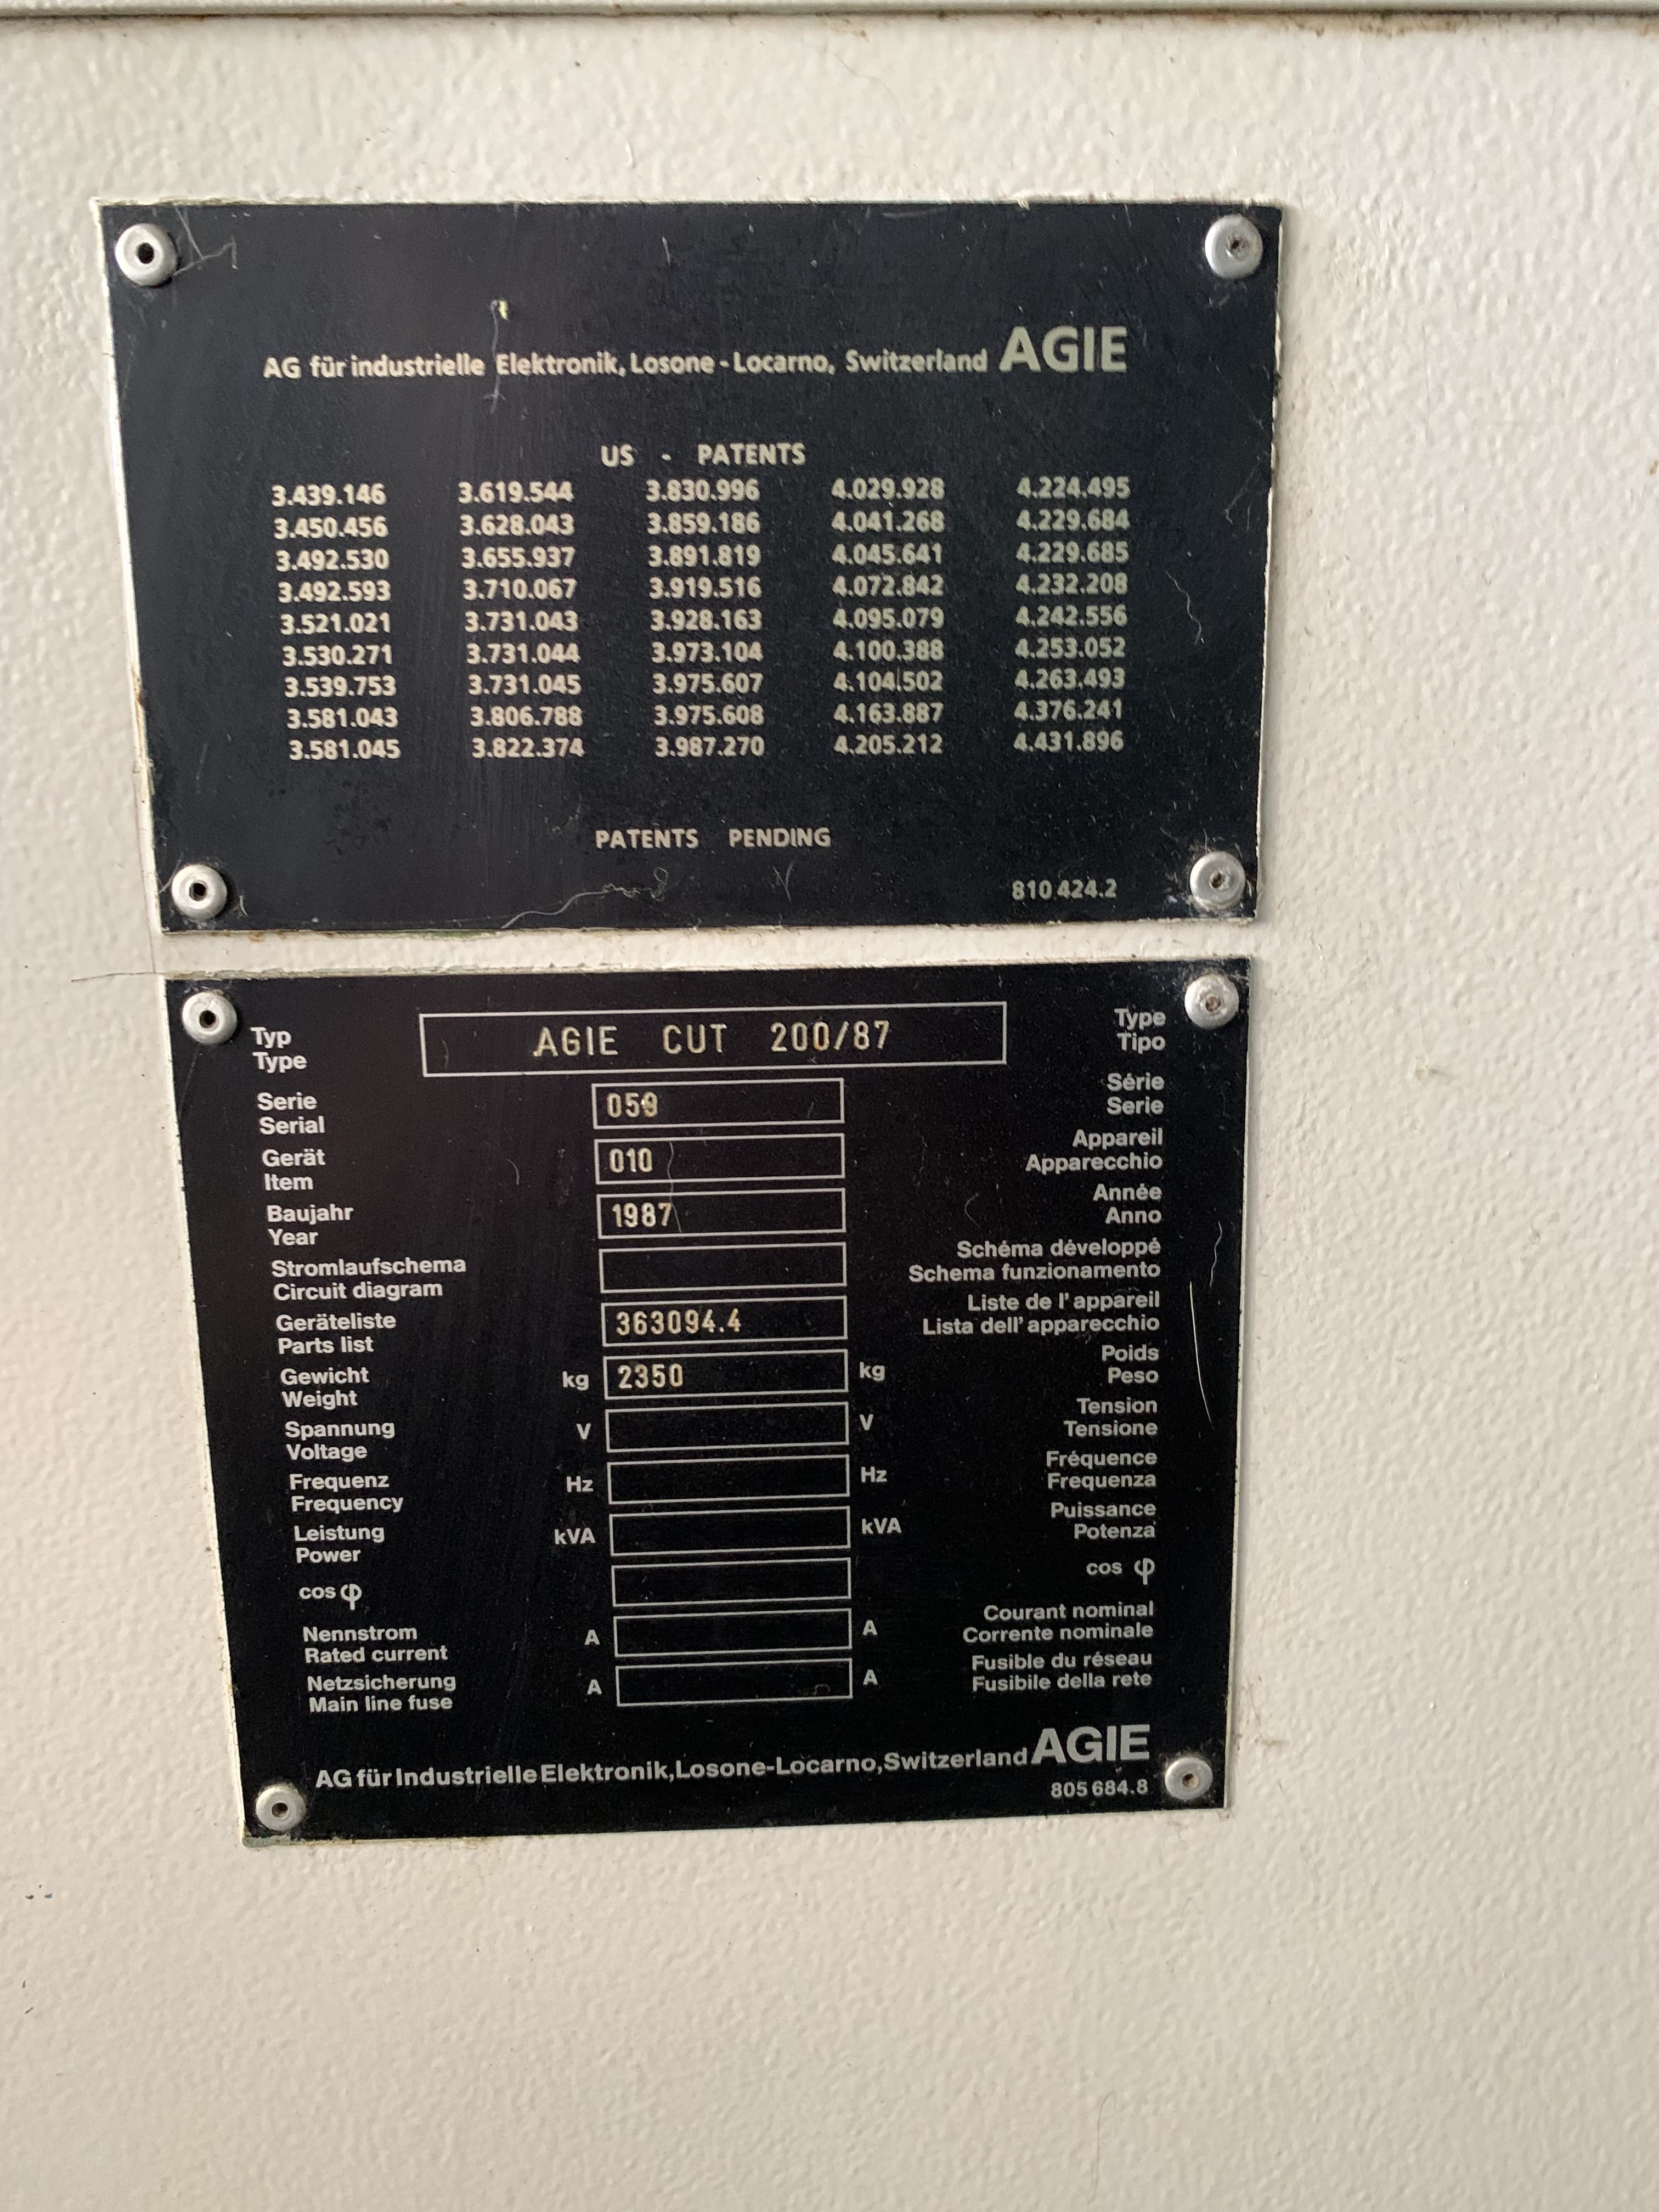 AG für industrielle Elektronik, Losone - Locarno, Switzerland AGIE
US - PATENTS
3.439.146 3.619.544 3.830.996 4.029.928 4.224.495
3.450.456 3.628.043 3.859.186 4.041.268 4.229.684
3.492.530 3.655.937 3.891.819 4.045.641 4.229.685
3.492.593 3.710.067 3.919.516 4.072.842 4.232.208
3.521.021 3.731.043 3.928.163 4.095.079 4.242.556
3.530.271 3.731.044 3.973.104 4.100.388 4.253.052
3.539.753 3.731.045 3.975.607 4.104.502 4.263.493
3.581.043 3.806.788 3.975.608 4.163.887 4.376.241
3.581.045 3.822.374 3.987.270 4.205.212 4.431.896
PATENTS PENDING
810 424.2
Typ AGIE CUT 200/87 Type
Type Tipo
Serie Série
Serial Serie
Gerät 010 Appareil
Item Apparecchio
Baujahr 1987 Année
Year Anno
Stromlaufschema Schéma développé
Circuit diagram Schema funzionamento
Geräteliste 363094.4 Liste de l'appareil
Parts list Lista dell'apparecchio
Gewicht kg 2350 kg Poids
Weight Peso
Spannung V V Tension
Voltage Tensione
Frequenz Hz Hz Fréquence
Frequency Frequenza
Leistung kVA kVA Puissance
Power Potenza
cos φ cos φ
Nennstrom A A Courant nominal
Rated current Corrente nominale
Netzsicherung A A Fusible du réseau
Main line fuse Fusibile della rete
AG für Industrielle Elektronik, Losone-Locarno, Switzerland AGIE
805 684.8